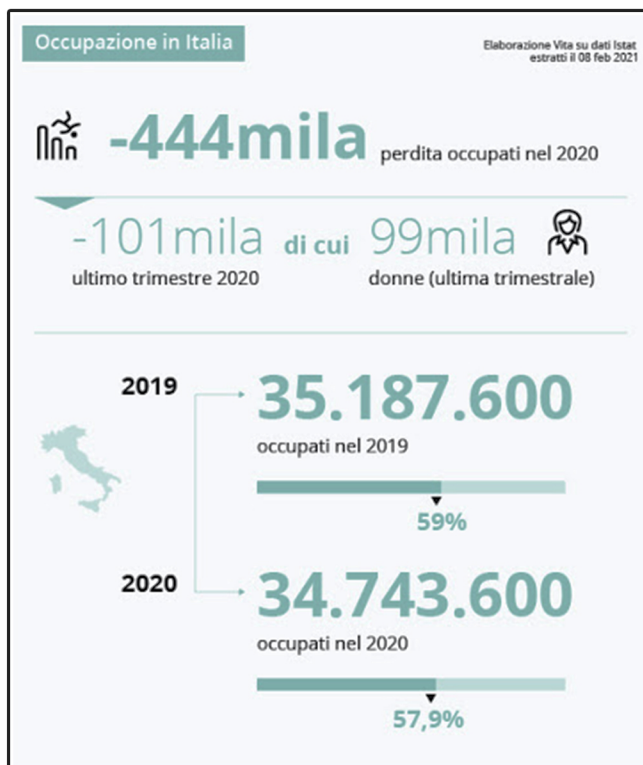 Occupazione in Italia
Elaborazione Vita su dati Istat
estratti il 08 feb 2021
-444mila perdita occupati nel 2020
-101mila di cui 99mila
ultimo trimestre 2020 donne (ultima trimestrale)
2019
35.187.600
occupati nel 2019
59%
2020
34.743.600
occupati nel 2020
57,9%